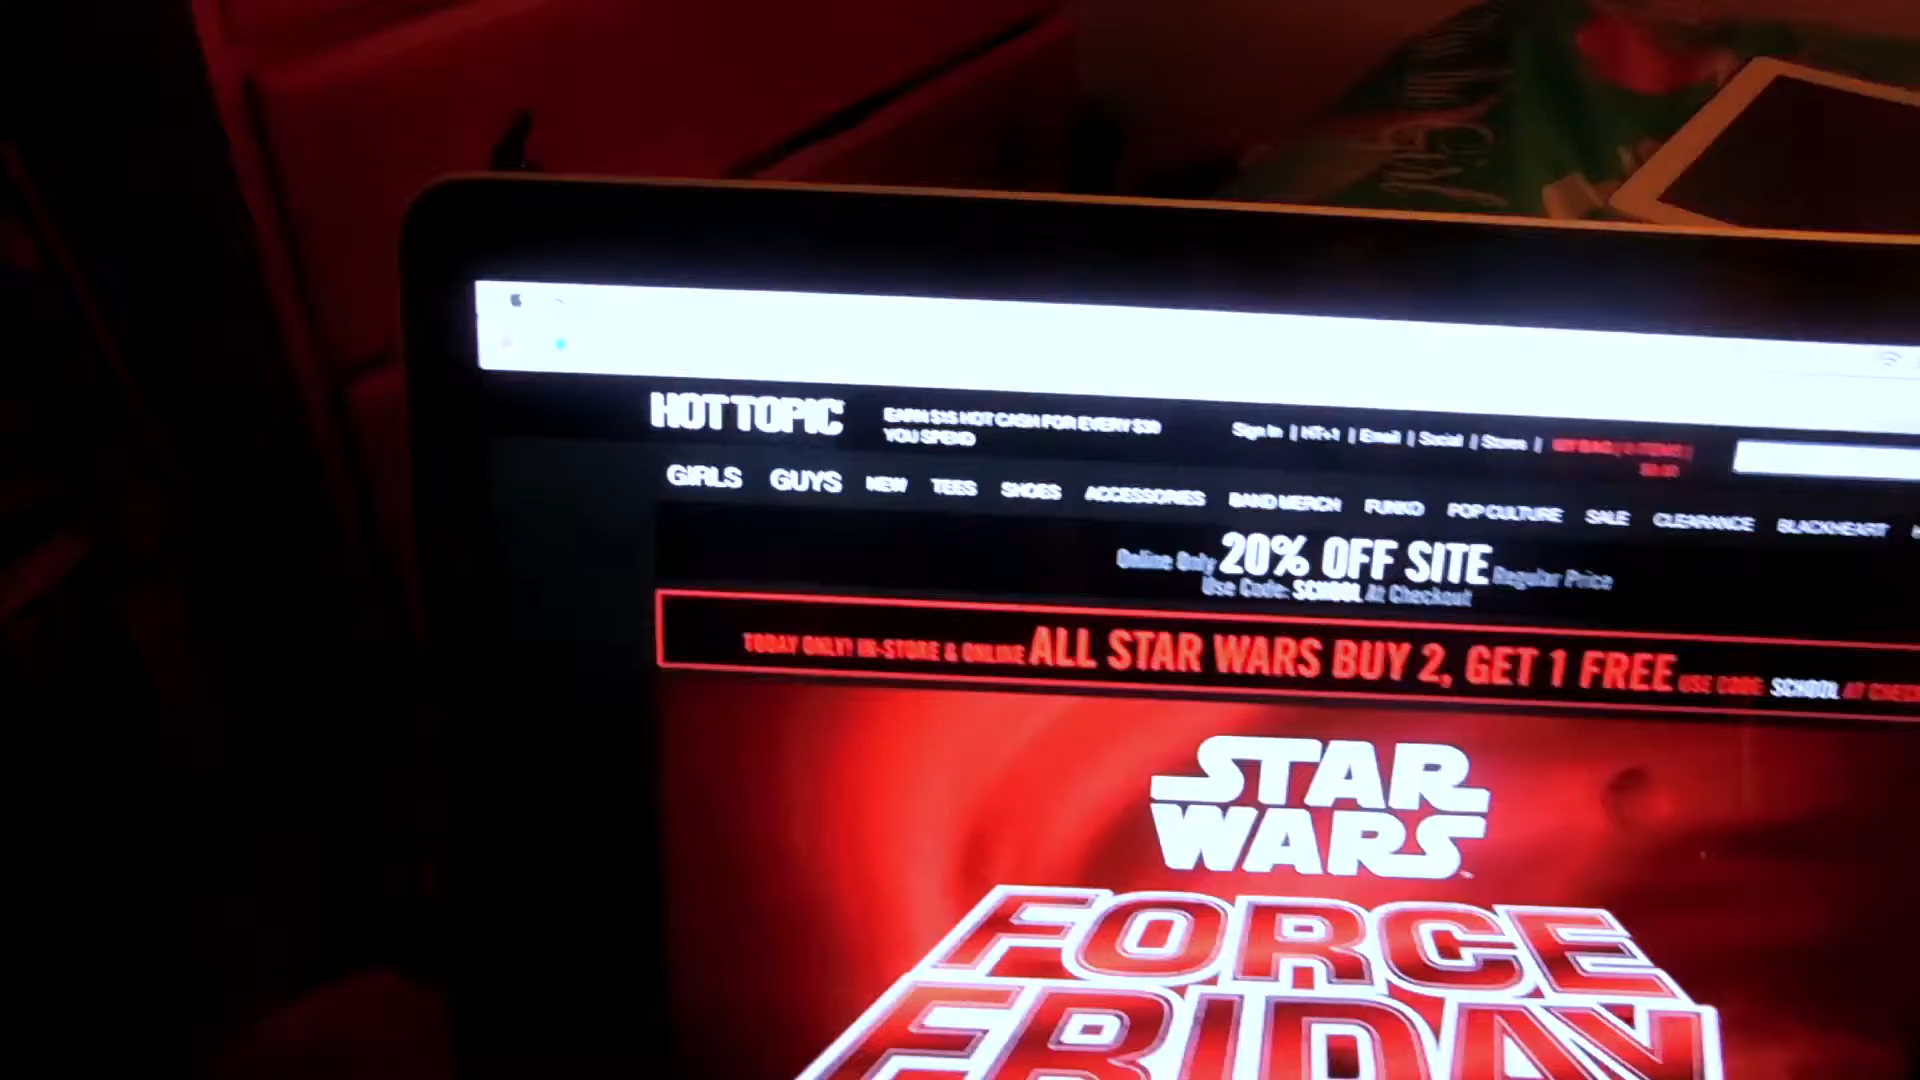 HOT TOPIC
EARN $15 HOT CASH FOR EVERY $30
YOU SPEND
Sign In | HT+1 | Email | Social | Stores |
GIRLS GUYS NEW TEES SHOES ACCESSORIES BAND MERCH FUNKO POP CULTURE SALE CLEARANCE BLACKHEART
Online Only 20% OFF SITE Regular Price
Use Code: SCHOOL At Checkout
TODAY ONLY! IN-STORE & ONLINE ALL STAR WARS BUY 2, GET 1 FREE USE CODE SCHOOL AT
STAR
WARS
FORCE
FRIDAY